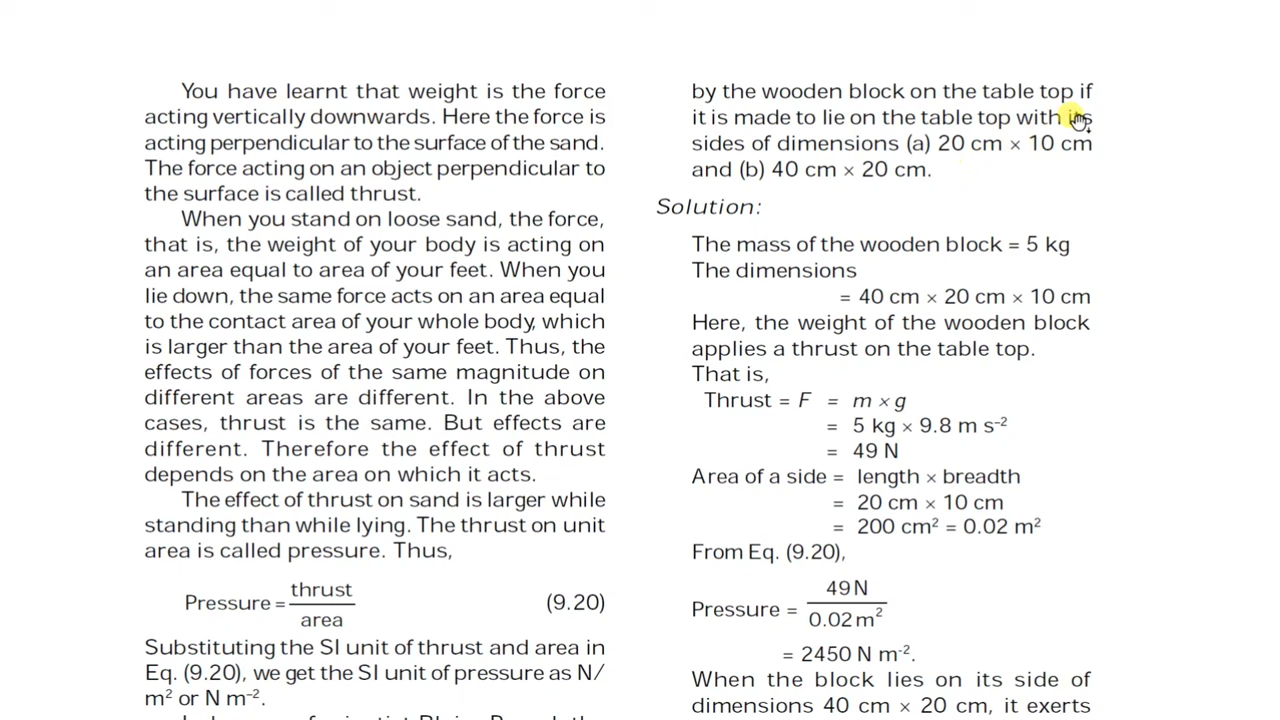 You have learnt that weight is the force
acting vertically downwards. Here the force is
acting perpendicular to the surface of the sand.
The force acting on an object perpendicular to
the surface is called thrust.
When you stand on loose sand, the force,
that is, the weight of your body is acting on
an area equal to area of your feet. When you
lie down, the same force acts on an area equal
to the contact area of your whole body, which
is larger than the area of your feet. Thus, the
effects of forces of the same magnitude on
different areas are different. In the above
cases, thrust is the same. But effects are
different. Therefore the effect of thrust
depends on the area on which it acts.
The effect of thrust on sand is larger while
standing than while lying. The thrust on unit
area is called pressure. Thus,
Pressure = thrust / area (9.20)
Substituting the SI unit of thrust and area in
Eq. (9.20), we get the SI unit of pressure as N/
m² or N m⁻².
by the wooden block on the table top if
it is made to lie on the table top with its
sides of dimensions (a) 20 cm × 10 cm
and (b) 40 cm × 20 cm.
Solution:
The mass of the wooden block = 5 kg
The dimensions
= 40 cm × 20 cm × 10 cm
Here, the weight of the wooden block
applies a thrust on the table top.
That is,
Thrust = F = m × g
= 5 kg × 9.8 m s⁻²
= 49 N
Area of a side = length × breadth
= 20 cm × 10 cm
= 200 cm² = 0.02 m²
From Eq. (9.20),
Pressure = 49 N / 0.02 m²
= 2450 N m⁻².
When the block lies on its side of
dimensions 40 cm × 20 cm, it exerts